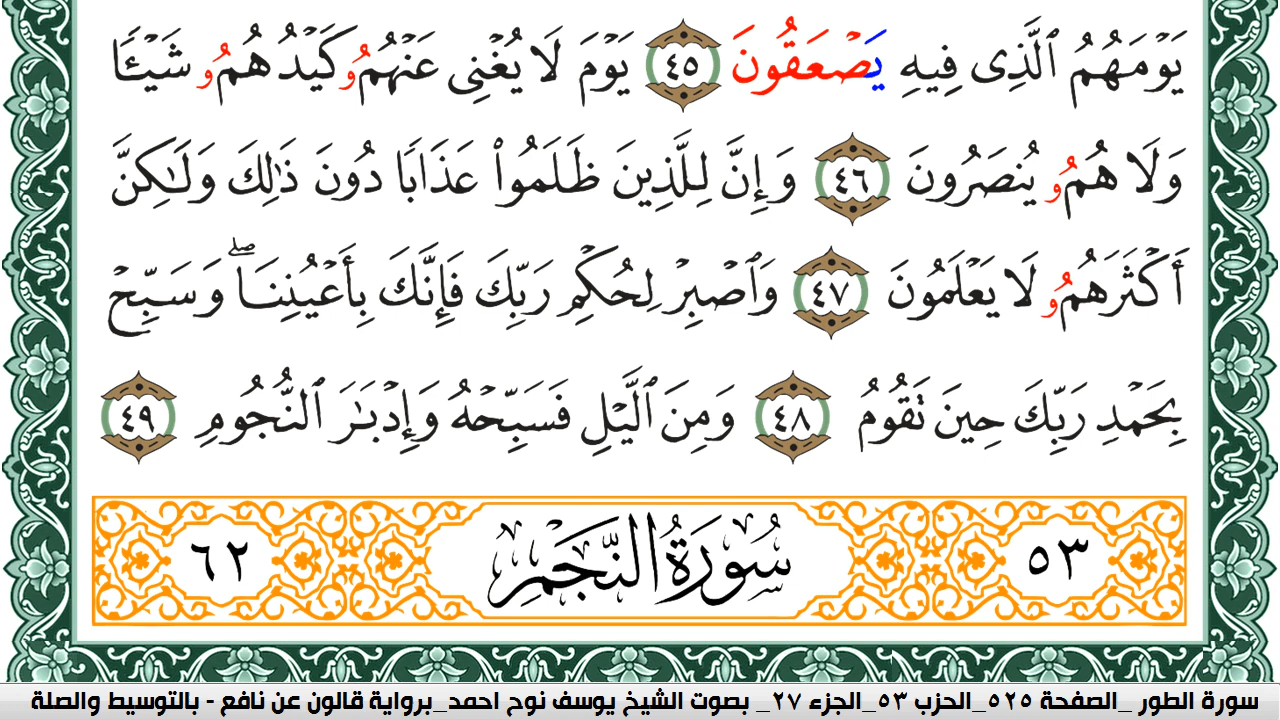 يَوْمَهُمُ ٱلَّذِى فِيهِ يَصْعَقُونَ ٤٥ يَوْمَ لَا يُغْنِى عَنْهُمُو كَيْدُهُمُو شَيْـًٔا
وَلَا هُمُو يُنصَرُونَ ٤٦ وَإِنَّ لِلَّذِينَ ظَلَمُوا۟ عَذَابًا دُونَ ذَٰلِكَ وَلَـٰكِنَّ
أَكْثَرَهُمُو لَا يَعْلَمُونَ ٤٧ وَٱصْبِرْ لِحُكْمِ رَبِّكَ فَإِنَّكَ بِأَعْيُنِنَا ۖ وَسَبِّحْ
بِحَمْدِ رَبِّكَ حِينَ تَقُومُ ٤٨ وَمِنَ ٱلَّيْلِ فَسَبِّحْهُ وَإِدْبَـٰرَ ٱلنُّجُومِ ٤٩
٥٣ سُورَةُ النَّجْمِ ٦٢
سورة الطور _الصفحة ٥٢٥_الحزب ٥٣_الجزء ٢٧_ بصوت الشيخ يوسف نوح احمد_برواية قالون عن نافع - بالتوسيط والصلة